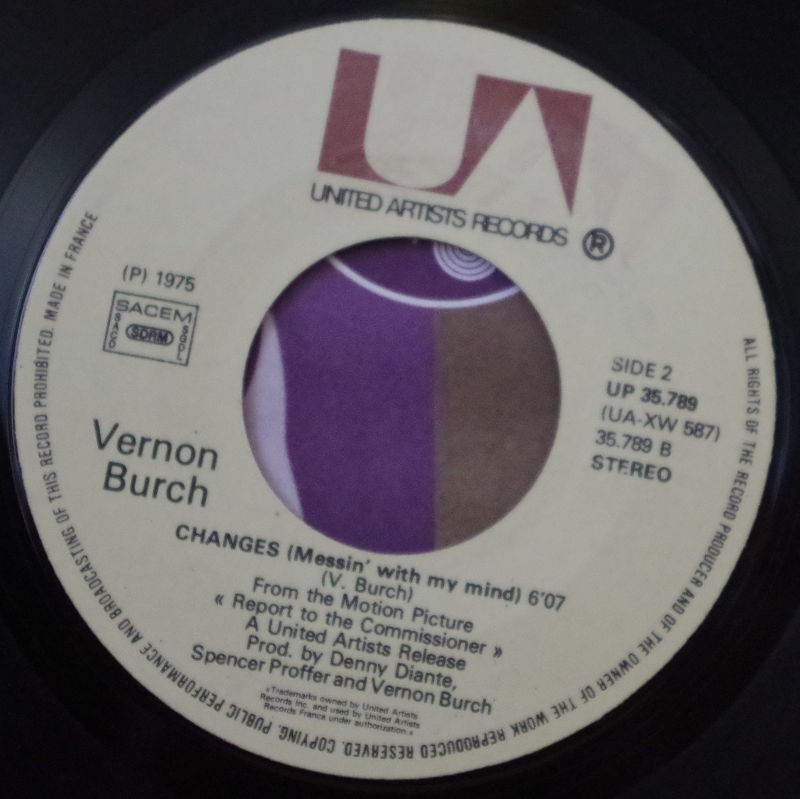 UA
UNITED ARTISTS RECORDS ®
(P) 1975
SACEM
SACD
SDRM
SGDL
SIDE 2
UP 35.789
(UA-XW 587)
35.789 B
STEREO
Vernon
Burch
CHANGES (Messin' with my mind) 6'07
(V. Burch)
From the Motion Picture
« Report to the Commissioner »
A United Artists Release
Prod. by Denny Diante,
Spencer Proffer and Vernon Burch
«Trademarks owned by United Artists
Records Inc. and used by United Artists
Records France under authorization.»
ALL RIGHTS OF THE RECORD PRODUCER AND OF THE OWNER OF THE WORK REPRODUCED RESERVED. COPYING, PUBLIC PERFORMANCE AND BROADCASTING OF THIS RECORD PROHIBITED. MADE IN FRANCE